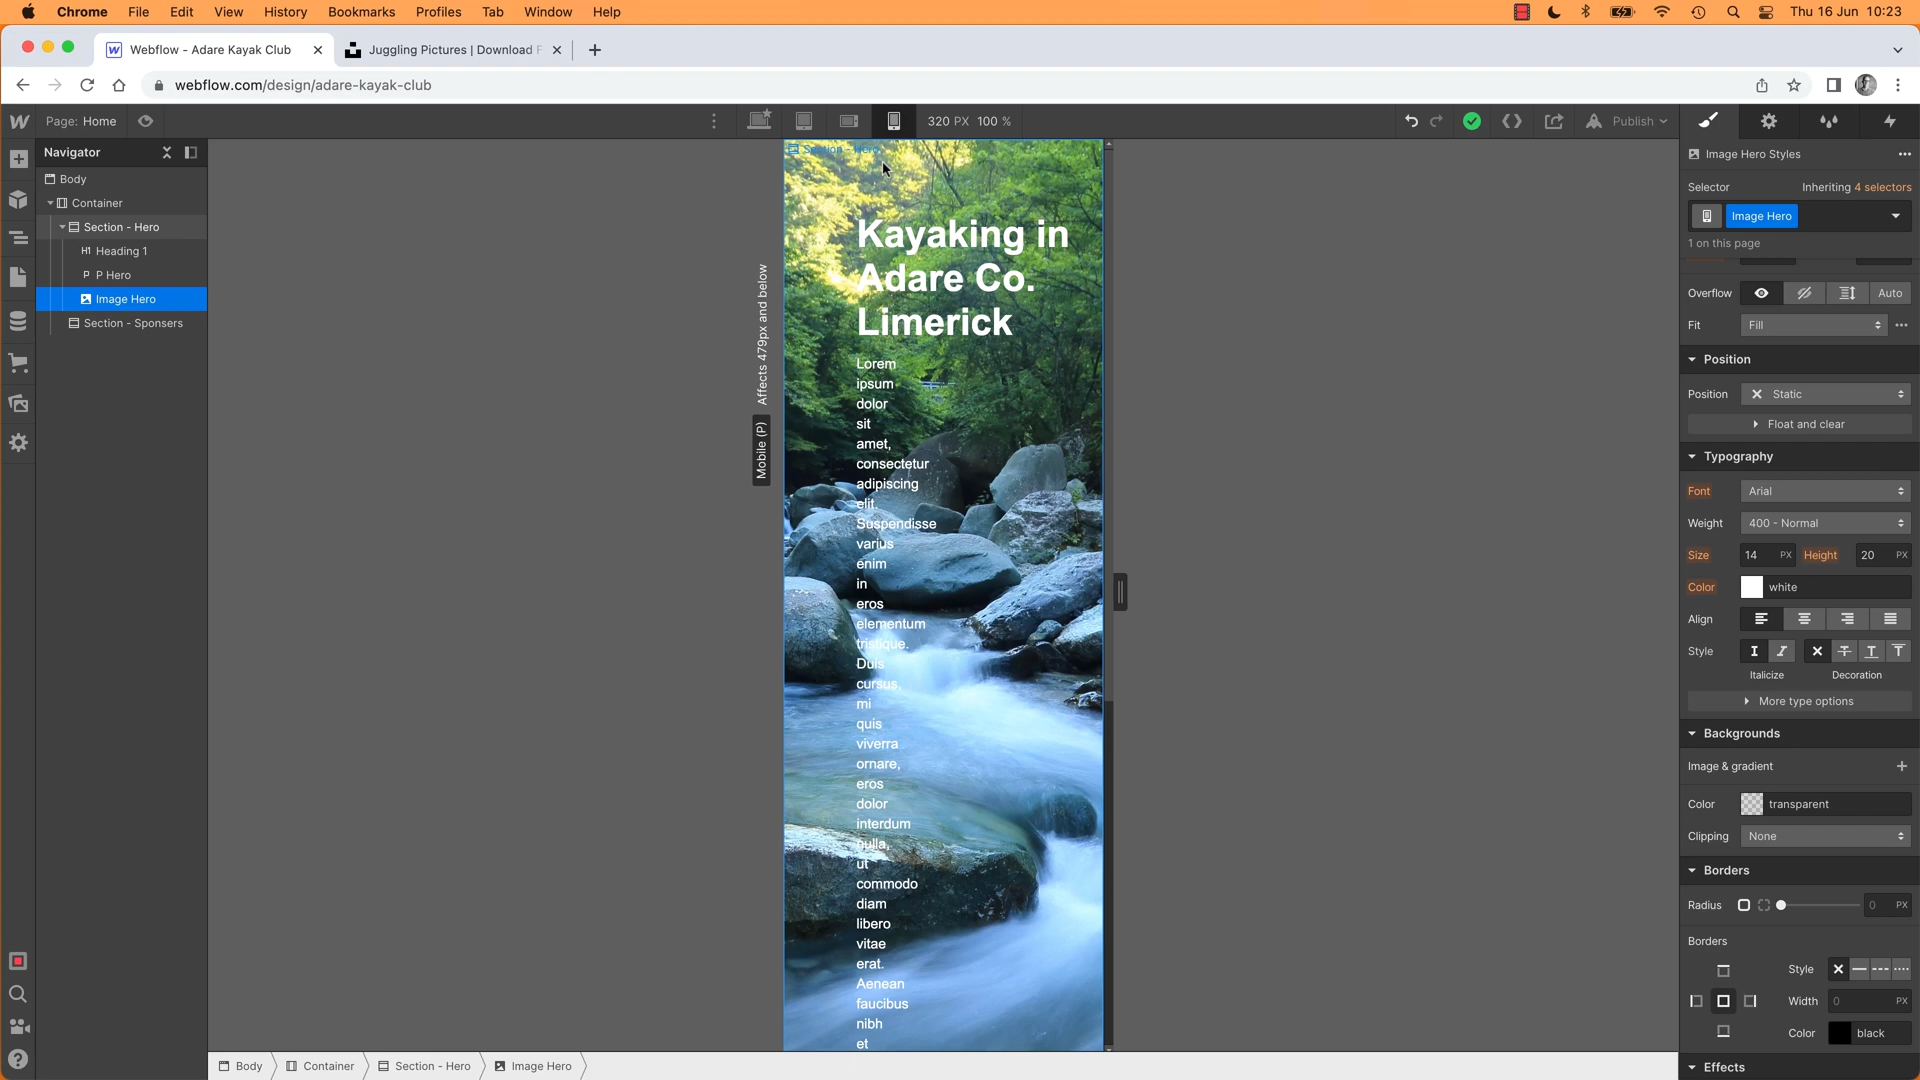 Chrome File Edit View History Bookmarks Profiles Tab Window Help Thu 16 Jun 10:23
Webflow - Adare Kayak Club Juggling Pictures | Download F
webflow.com/design/adare-kayak-club
Page: Home 320 PX 100 % Publish
Navigator
Body
Container
Section - Hero
H1 Heading 1
P P Hero
Image Hero
Section - Sponsers
Affects 479px and below
Mobile (P)
Section - Hero
Kayaking in
Adare Co.
Limerick
Lorem
ipsum
dolor
sit
amet,
consectetur
adipiscing
elit.
Suspendisse
varius
enim
in
eros
elementum
tristique.
Duis
cursus,
mi
quis
viverra
ornare,
eros
dolor
interdum
nulla,
ut
commodo
diam
libero
vitae
erat.
Aenean
faucibus
nibh
et
Image Hero Styles
Selector Inheriting 4 selectors
Image Hero
1 on this page
Overflow Auto
Fit Fill
Position
Position Static
Float and clear
Typography
Font Arial
Weight 400 - Normal
Size 14 PX Height 20 PX
Color white
Align
Style
Italicize Decoration
More type options
Backgrounds
Image & gradient
Color transparent
Clipping None
Borders
Radius 0 PX
Borders
Style
Width 0 PX
Color black
Effects
Body Container Section - Hero Image Hero